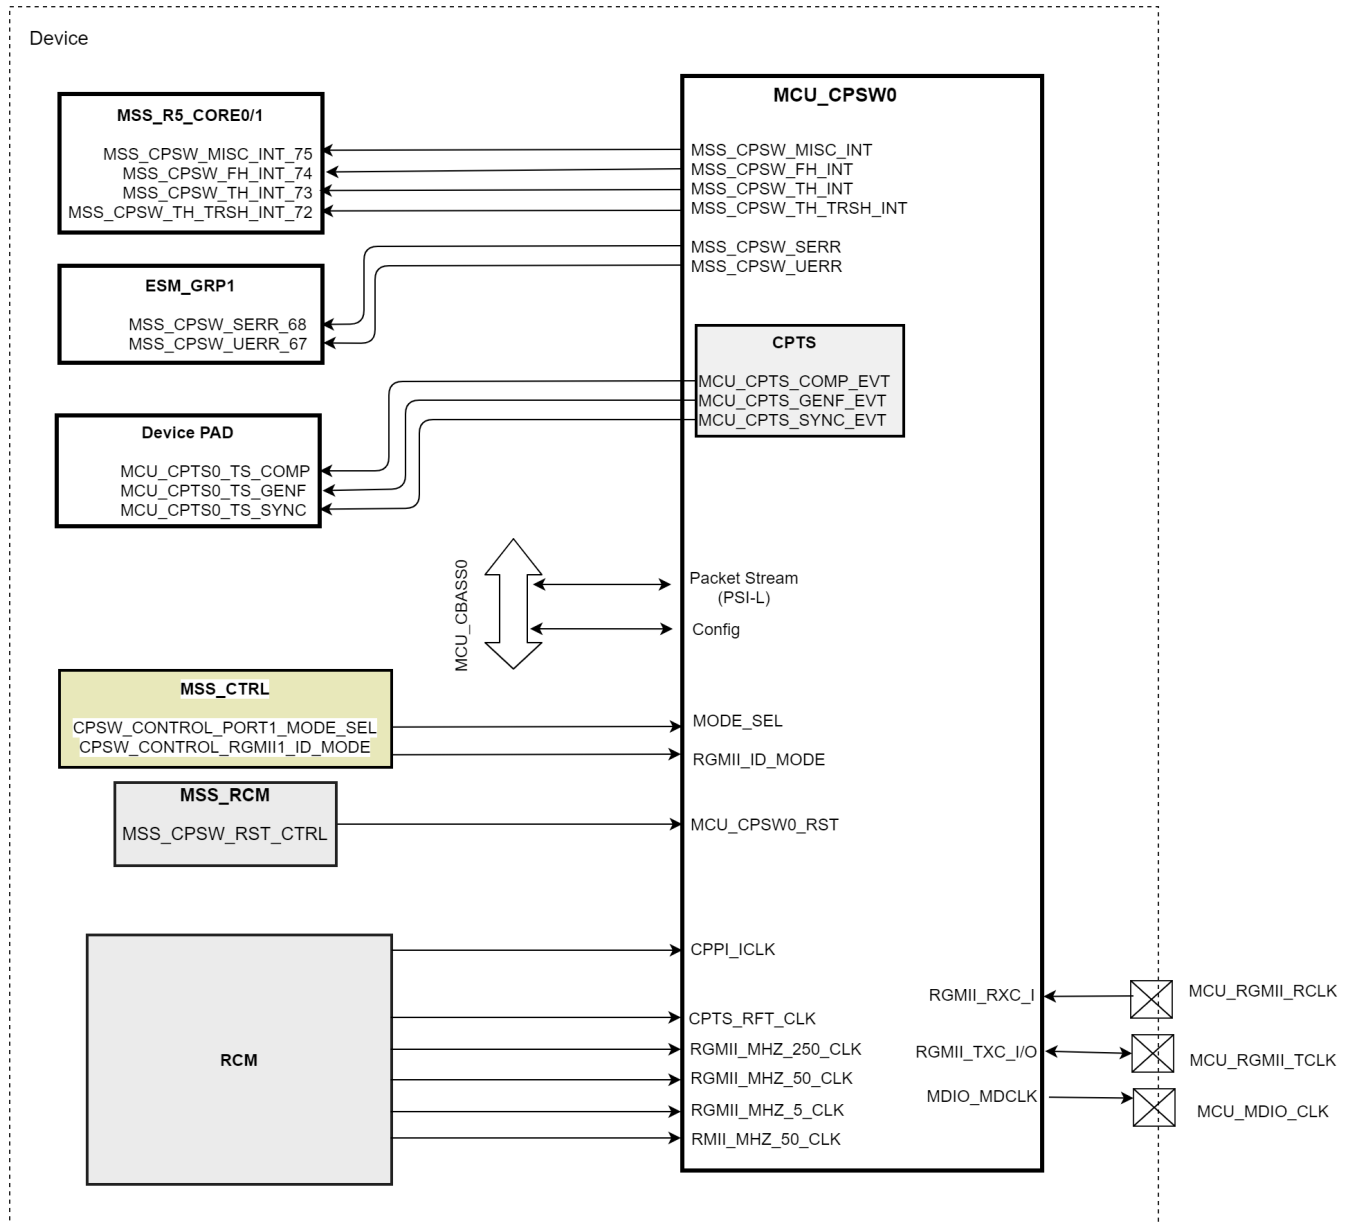 Device
MSS_R5_CORE0/1
MSS_CPSW_MISC_INT_75
MSS_CPSW_FH_INT_74
MSS_CPSW_TH_INT_73
MSS_CPSW_TH_TRSH_INT_72
ESM_GRP1
MSS_CPSW_SERR_68
MSS_CPSW_UERR_67
Device PAD
MCU_CPTS0_TS_COMP
MCU_CPTS0_TS_GENF
MCU_CPTS0_TS_SYNC
MCU_CBASS0
MSS_CTRL
CPSW_CONTROL_PORT1_MODE_SEL
CPSW_CONTROL_RGMII1_ID_MODE
MSS_RCM
MSS_CPSW_RST_CTRL
RCM
MCU_CPSW0
MSS_CPSW_MISC_INT
MSS_CPSW_FH_INT
MSS_CPSW_TH_INT
MSS_CPSW_TH_TRSH_INT
MSS_CPSW_SERR
MSS_CPSW_UERR
CPTS
MCU_CPTS_COMP_EVT
MCU_CPTS_GENF_EVT
MCU_CPTS_SYNC_EVT
Packet Stream
(PSI-L)
Config
MODE_SEL
RGMII_ID_MODE
MCU_CPSW0_RST
CPPI_ICLK
CPTS_RFT_CLK
RGMII_MHZ_250_CLK
RGMII_MHZ_50_CLK
RGMII_MHZ_5_CLK
RMII_MHZ_50_CLK
RGMII_RXC_I
RGMII_TXC_I/O
MDIO_MDCLK
MCU_RGMII_RCLK
MCU_RGMII_TCLK
MCU_MDIO_CLK